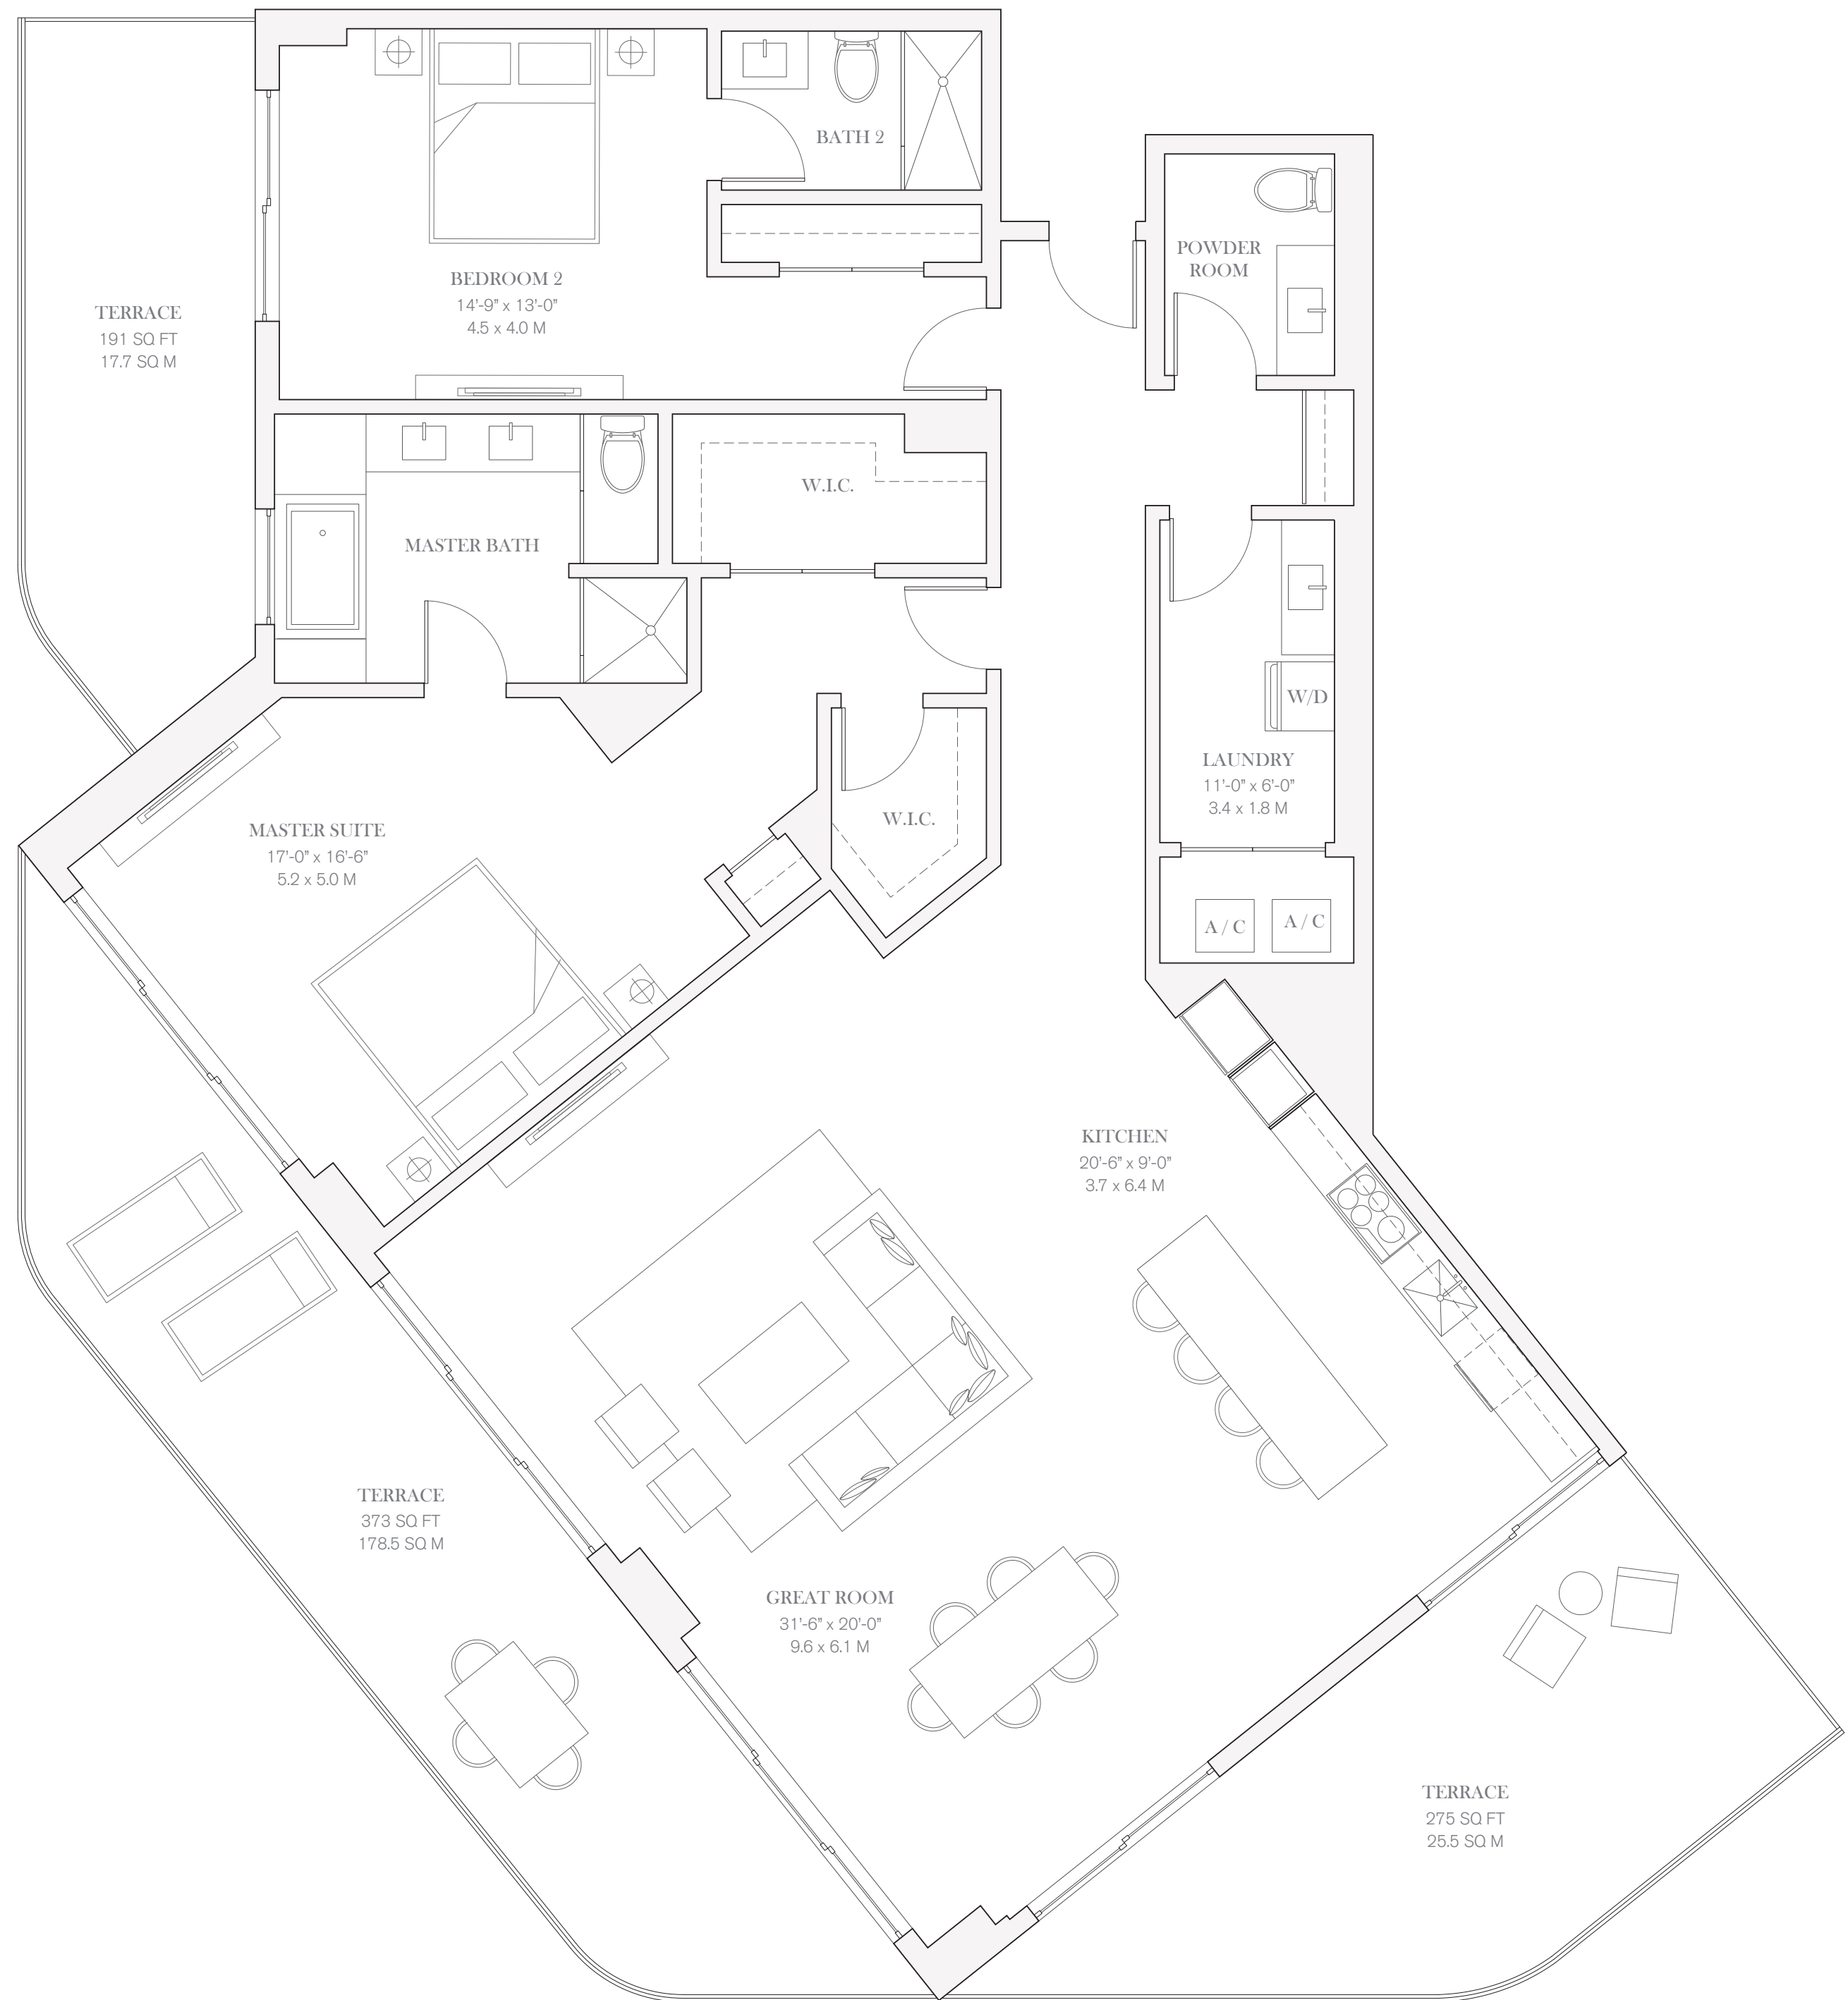 BATH 2
POWDER
ROOM
BEDROOM 2
14'-9" x 13'-0"
4.5 x 4.0 M
TERRACE
191 SQ FT
17.7 SQ M
W.I.C.
MASTER BATH
W/D
LAUNDRY
11'-0" x 6'-0"
3.4 x 1.8 M
W.I.C.
MASTER SUITE
17'-0" x 16'-6"
5.2 x 5.0 M
A / C
A / C
KITCHEN
20'-6" x 9'-0"
3.7 x 6.4 M
TERRACE
373 SQ FT
178.5 SQ M
GREAT ROOM
31'-6" x 20'-0"
9.6 x 6.1 M
TERRACE
275 SQ FT
25.5 SQ M